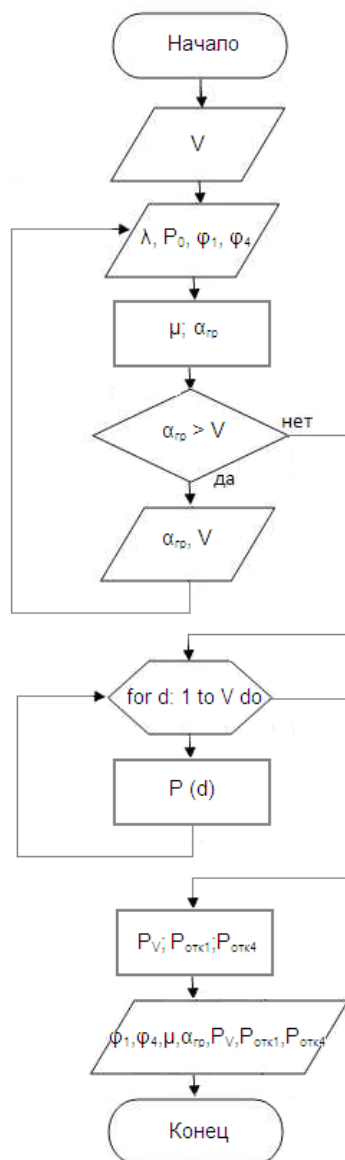 Начало
V
λ, P₀, φ₁, φ₄
μ; αгр
αгр > V
нет
да
αгр, V
for d: 1 to V do
P (d)
Pᵥ; Pотк1;Pотк4
φ₁,φ₄,μ,αгр,Pᵥ,Pотк1,Pотк4
Конец